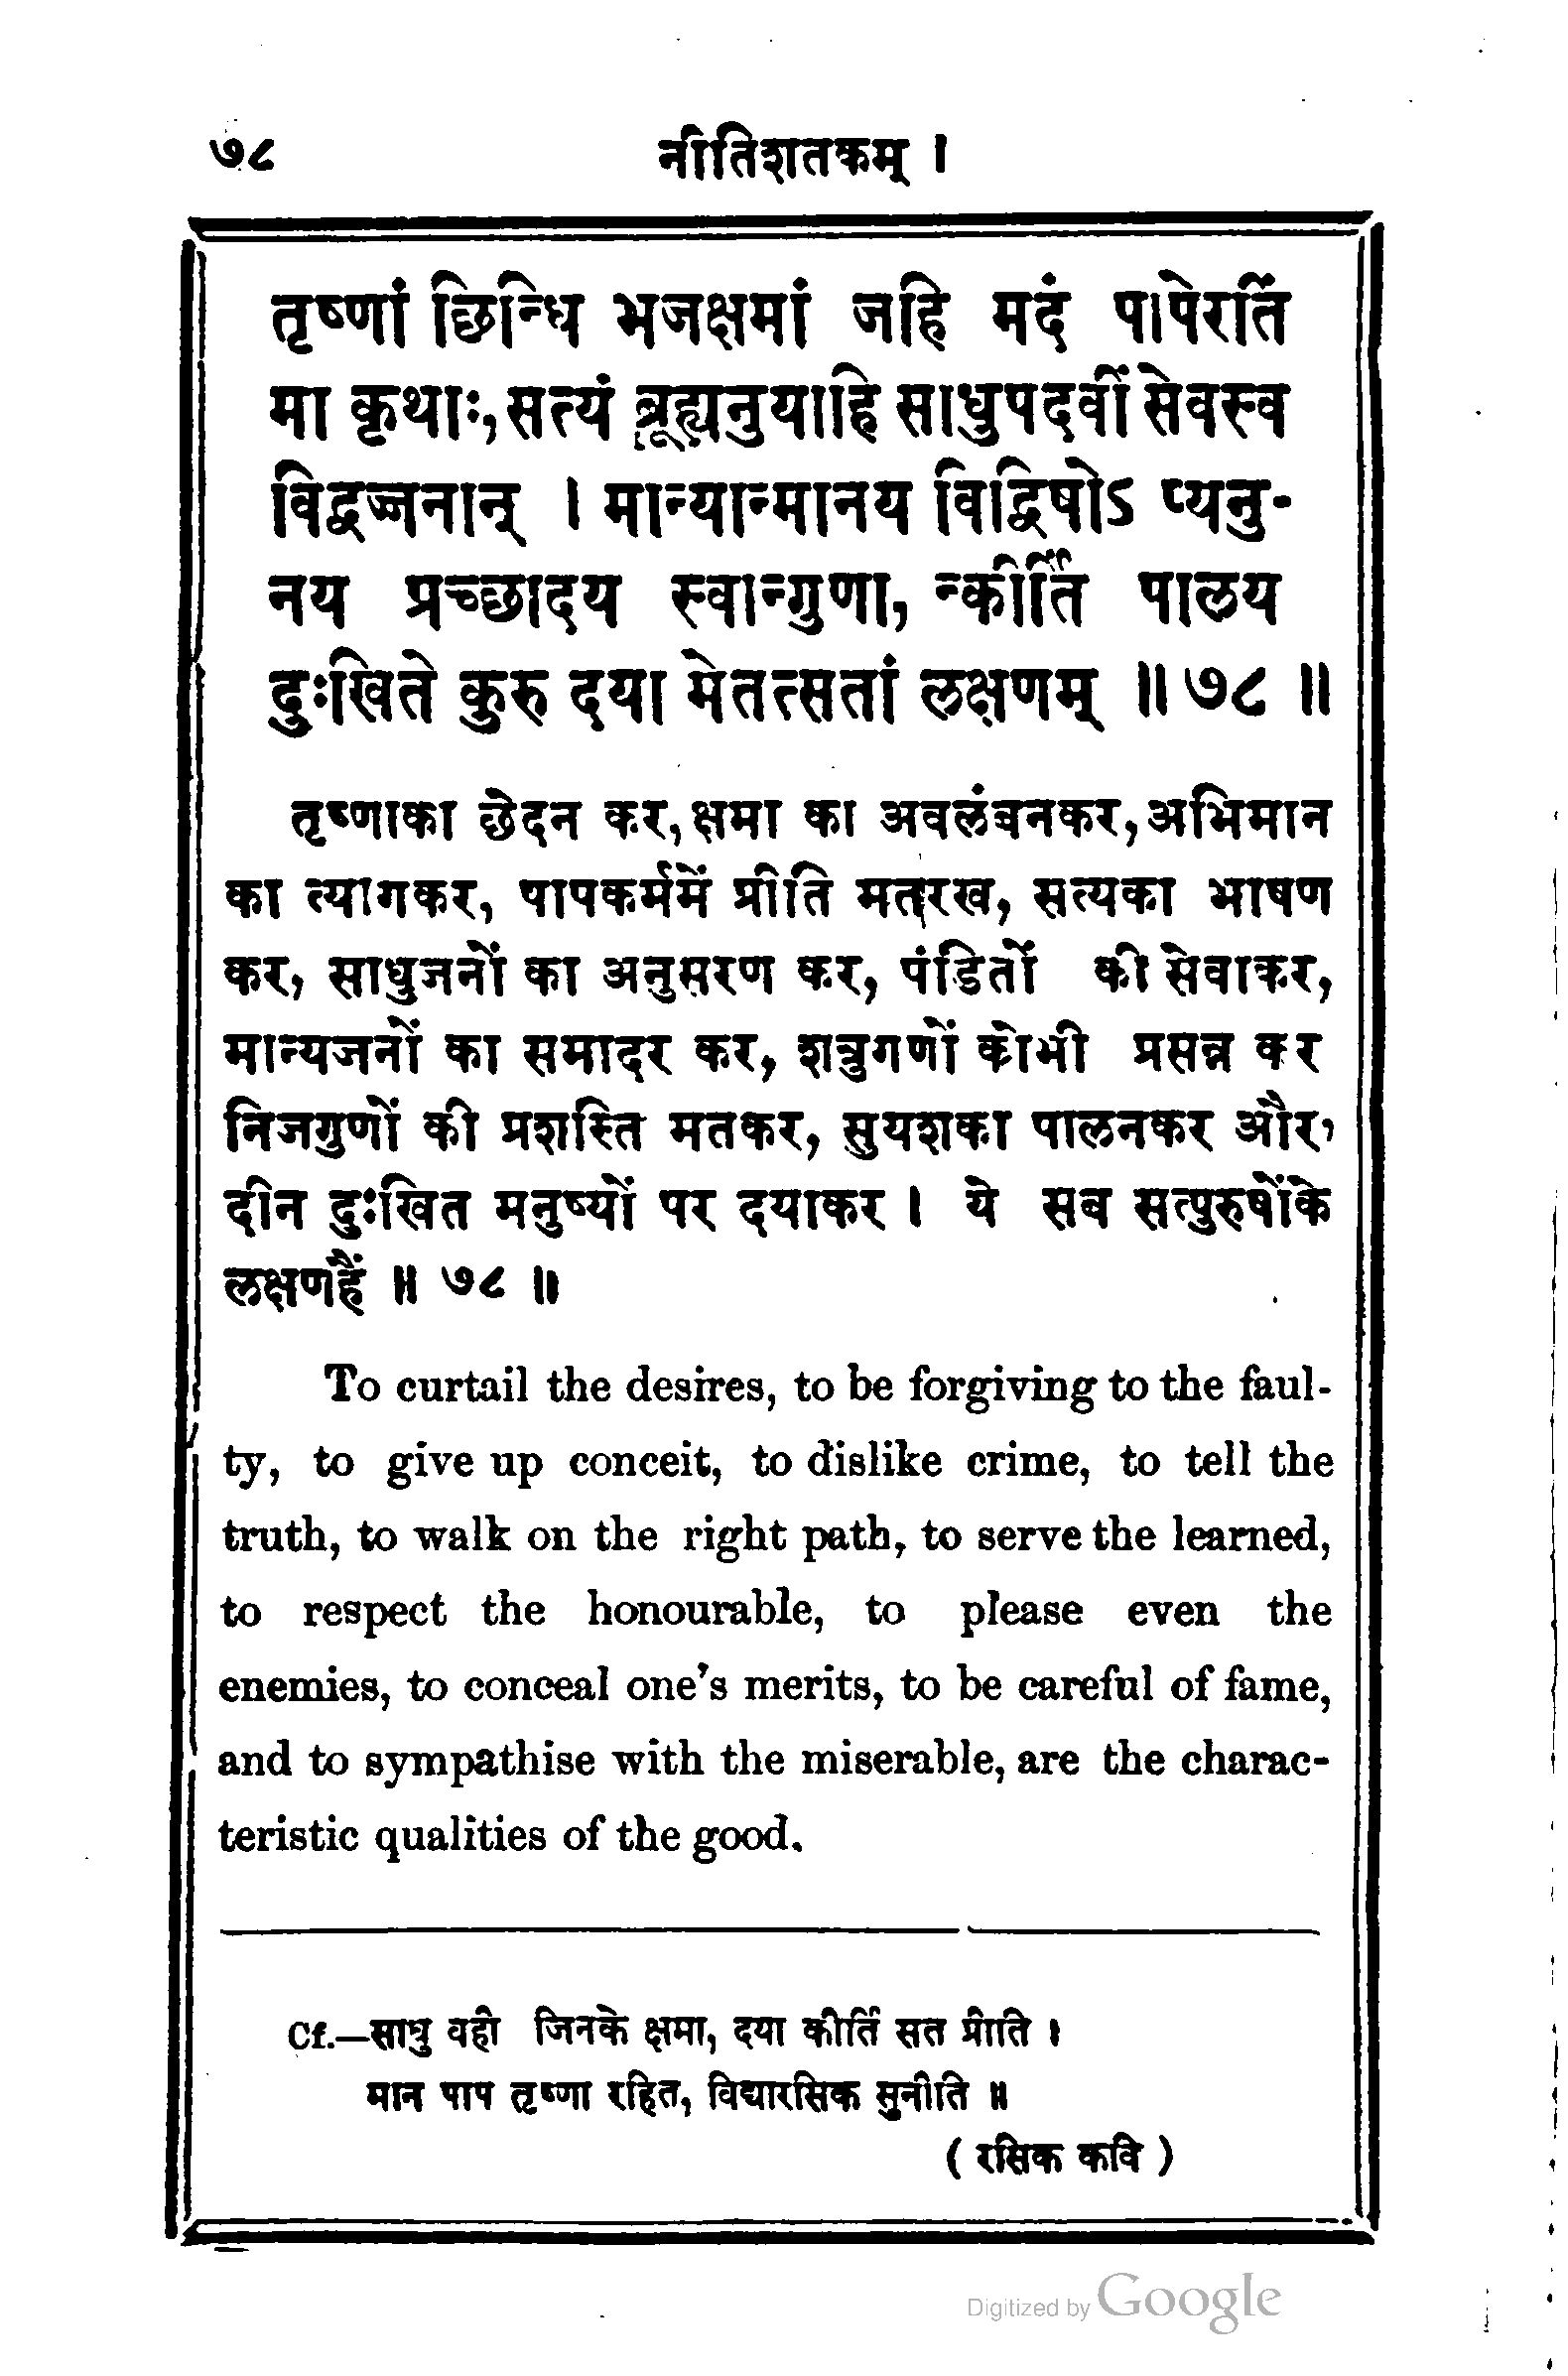 ७८ नीतिशतकम् ।
तृष्णां छिन्धि भजक्षमां जहि मदं पापेरतिं
मा कृथाः, सत्यं ब्रूह्यनुयाहि साधुपदवीं सेवस्व
विद्वज्जनान् । मान्यान्मानय विद्विषोऽ प्यनु-
नय प्रच्छादय स्वान्गुणा, न्कीर्तिं पालय
दुःखिते कुरु दया मेतत्सतां लक्षणम् ॥ ७८ ॥
तृष्णाका छेदन कर, क्षमा का अवलंबनकर, अभिमान
का त्यागकर, पापकर्ममें प्रीति मतरख, सत्यका भाषण
कर, साधुजनों का अनुसरण कर, पंडितों की सेवाकर,
मान्यजनों का समादर कर, शत्रुगणों कोभी प्रसन्न कर
निजगुणों की प्रशस्ति मतकर, सुयशका पालनकर और,
दीन दुःखित मनुष्यों पर दयाकर । ये सब सत्पुरुषोंके
लक्षणहैं ॥ ७८ ॥
To curtail the desires, to be forgiving to the faul-
ty, to give up conceit, to dislike crime, to tell the
truth, to walk on the right path, to serve the learned,
to respect the honourable, to please even the
enemies, to conceal one's merits, to be careful of fame,
and to sympathise with the miserable, are the charac-
teristic qualities of the good.
Cf.—साधु वही जिनके क्षमा, दया कीर्ति सत प्रीति ।
मान पाप तृष्णा रहित, विद्यारसिक सुनीति ॥
( रसिक कवि )
Digitized by Google